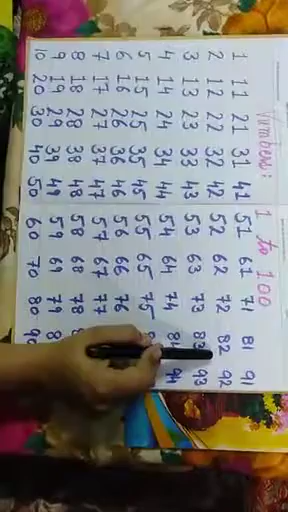 Numbers: 1 to 100
1 11 21 31 41 51 61 71 81 91
2 12 22 32 42 52 62 72 82 92
3 13 23 33 43 53 63 73 83 93
4 14 24 34 44 54 64 74 84 94
5 15 25 35 45 55 65 75
6 16 26 36 46 56 66 76
7 17 27 37 47 57 67 77
8 18 28 38 48 58 68 78
9 19 29 39 49 59 69 79
10 20 30 40 50 60 70 80 90